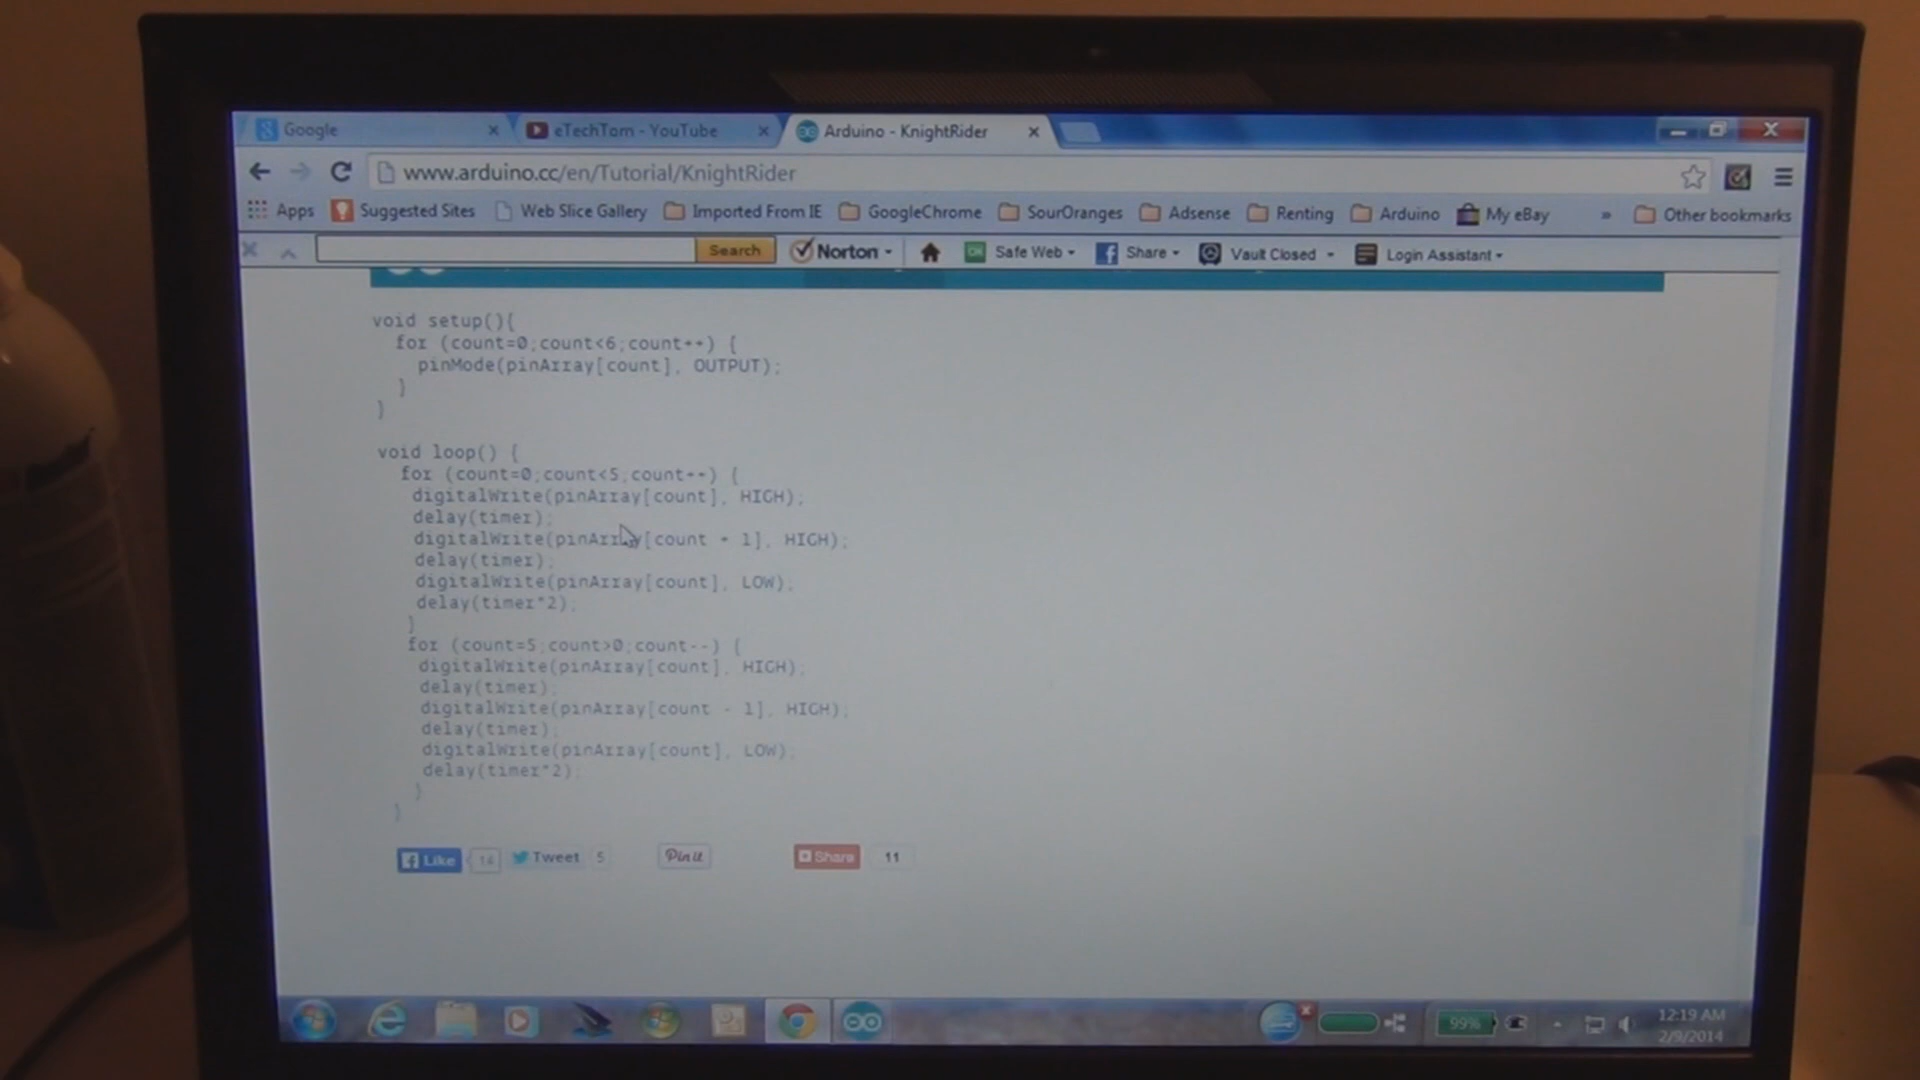 Google
eTechTom - YouTube
Arduino - KnightRider
www.arduino.cc/en/Tutorial/KnightRider
Apps Suggested Sites Web Slice Gallery Imported From IE GoogleChrome SourOranges Adsense Renting Arduino My eBay » Other bookmarks
Search Norton Safe Web Share Vault Closed Login Assistant
void setup(){
for (count=0;count<6;count++) {
pinMode(pinArray[count], OUTPUT);
}
}
void loop() {
for (count=0;count<5;count++) {
digitalWrite(pinArray[count], HIGH);
delay(timer);
digitalWrite(pinArray[count + 1], HIGH);
delay(timer);
digitalWrite(pinArray[count], LOW);
delay(timer*2);
}
for (count=5;count>0;count--) {
digitalWrite(pinArray[count], HIGH);
delay(timer);
digitalWrite(pinArray[count - 1], HIGH);
delay(timer);
digitalWrite(pinArray[count], LOW);
delay(timer*2);
}
}
Like Tweet 5 Pin it Share 11
99% 12:19 AM
2/9/2014